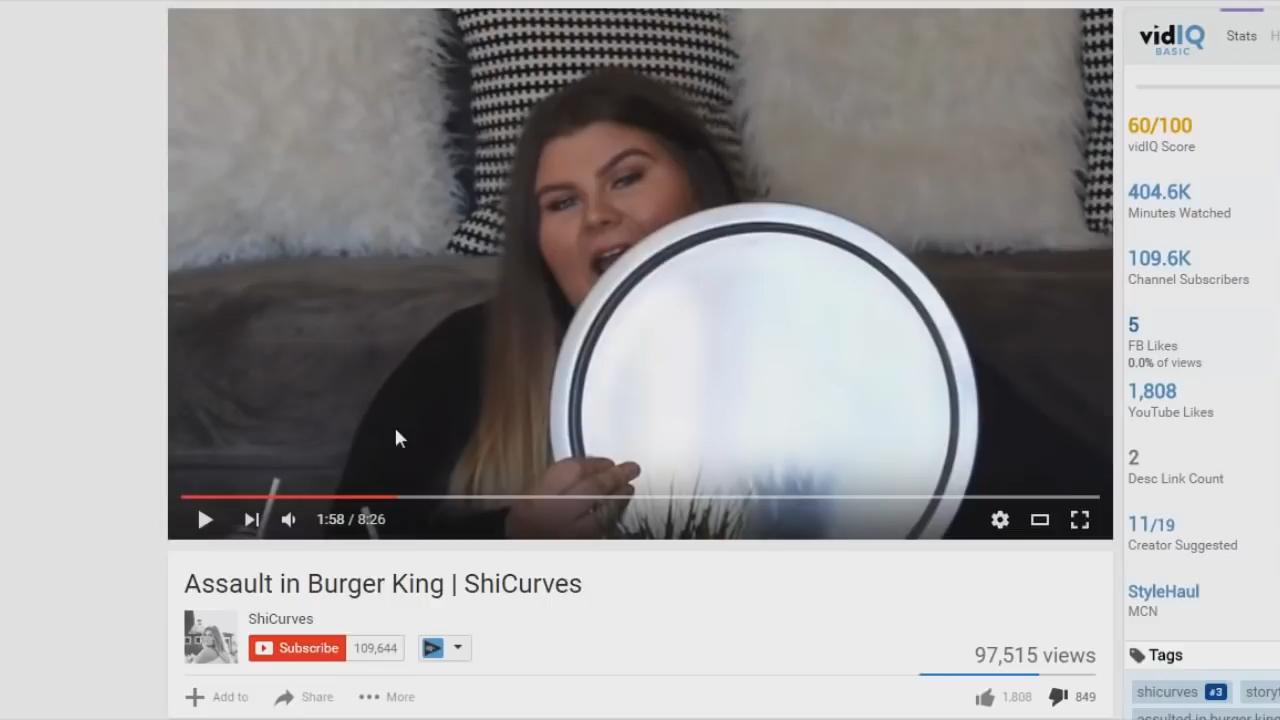 vidIQ
BASIC
Stats
60/100
vidIQ Score
404.6K
Minutes Watched
109.6K
Channel Subscribers
5
FB Likes
0.0% of views
1,808
YouTube Likes
2
Desc Link Count
11/19
Creator Suggested
StyleHaul
MCN
Tags
shicurves #3
1:58 / 8:26
Assault in Burger King | ShiCurves
ShiCurves
Subscribe 109,644
97,515 views
Add to Share More
1,808 849